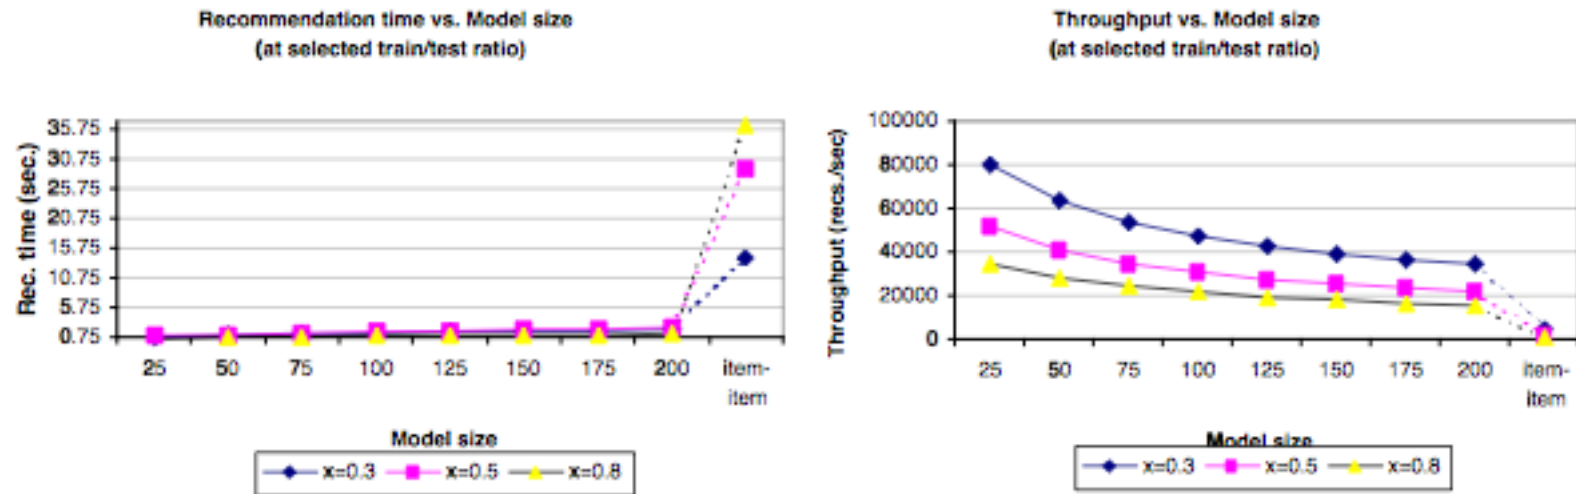 Recommendation time vs. Model size
(at selected train/test ratio)
Rec. time (sec.)
35.75
30.75
25.75
20.75
15.75
10.75
5.75
0.75
25 50 75 100 125 150 175 200 item-
item
Model size
x=0.3 x=0.5 x=0.8
Throughput vs. Model size
(at selected train/test ratio)
Throughput (recs./sec)
100000
80000
60000
40000
20000
0
25 50 75 100 125 150 175 200 item-
item
Model size
x=0.3 x=0.5 x=0.8